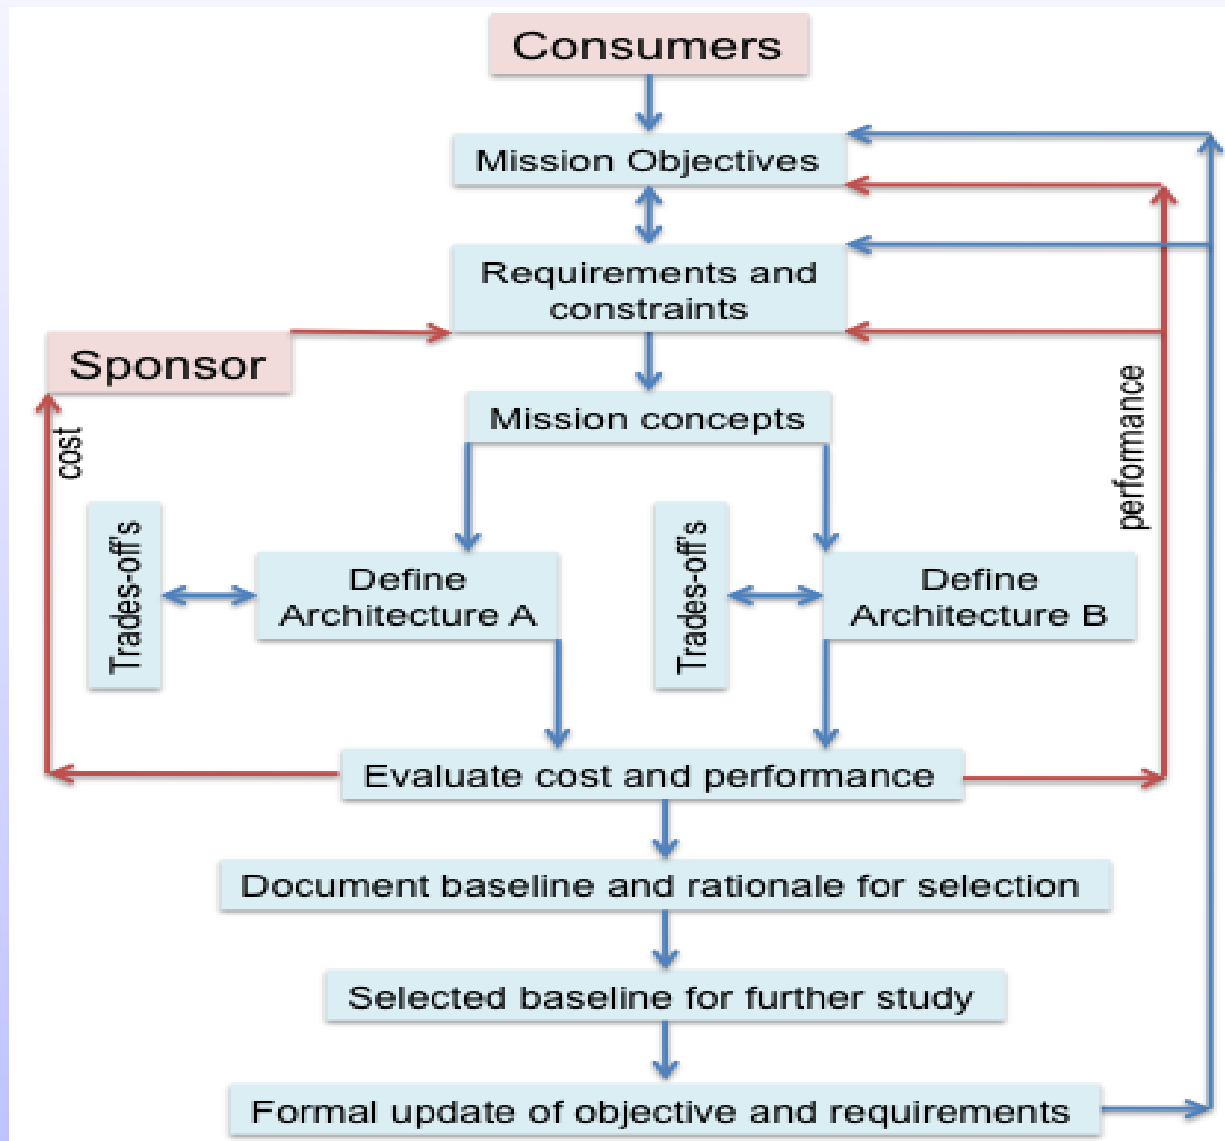 Consumers
Mission Objectives
Requirements and
constraints
Sponsor
Mission concepts
cost
performance
Trades-off's
Define
Architecture A
Trades-off's
Define
Architecture B
Evaluate cost and performance
Document baseline and rationale for selection
Selected baseline for further study
Formal update of objective and requirements